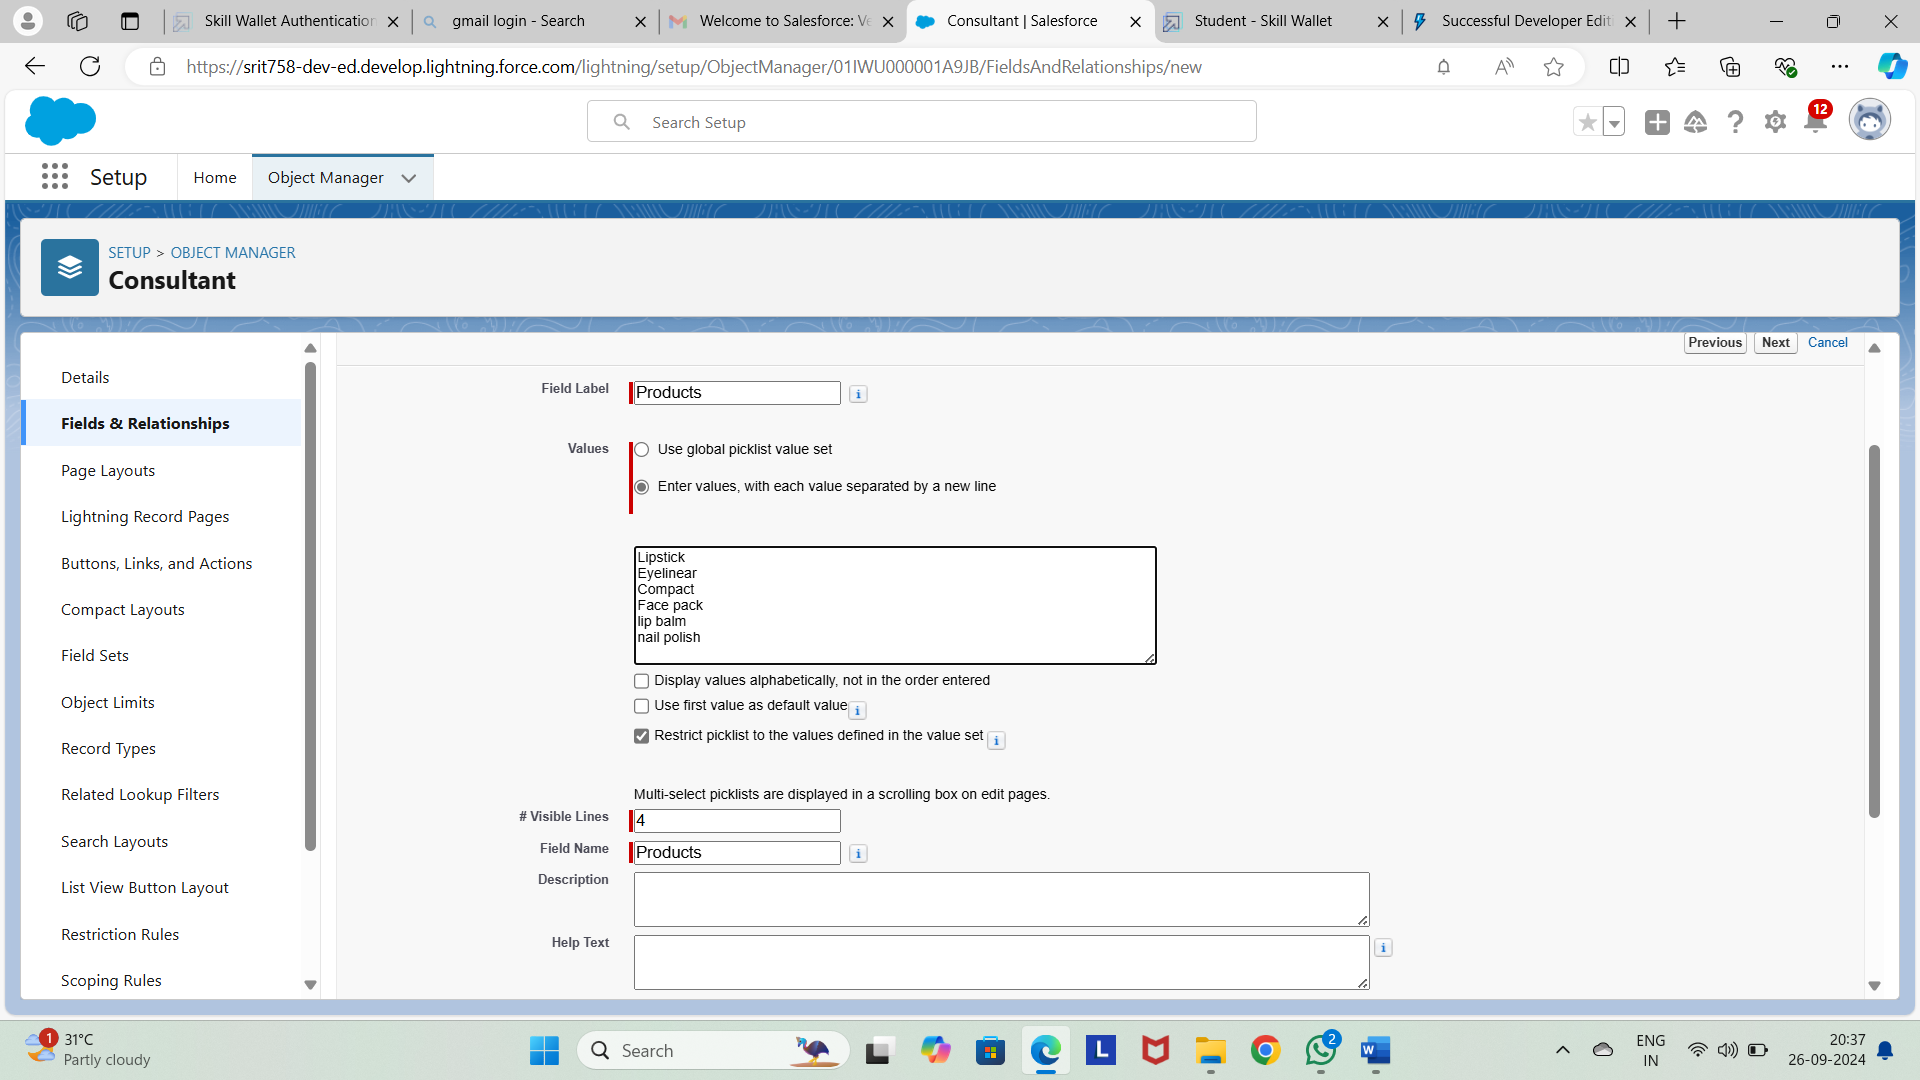 Skill Wallet Authentication
gmail login - Search
Welcome to Salesforce: Ve
Consultant | Salesforce
Student - Skill Wallet
Successful Developer Editi
https://srit758-dev-ed.develop.lightning.force.com/lightning/setup/ObjectManager/01IWU000001A9JB/FieldsAndRelationships/new
Search Setup
12
Setup
Home
Object Manager
SETUP > OBJECT MANAGER
Consultant
Details
Fields & Relationships
Page Layouts
Lightning Record Pages
Buttons, Links, and Actions
Compact Layouts
Field Sets
Object Limits
Record Types
Related Lookup Filters
Search Layouts
List View Button Layout
Restriction Rules
Scoping Rules
Previous Next Cancel
Field Label Products
Values Use global picklist value set
Enter values, with each value separated by a new line
Lipstick
Eyelinear
Compact
Face pack
lip balm
nail polish
Display values alphabetically, not in the order entered
Use first value as default value
Restrict picklist to the values defined in the value set
Multi-select picklists are displayed in a scrolling box on edit pages.
# Visible Lines 4
Field Name Products
Description
Help Text
1
31°C
Partly cloudy
Search
L
2
W
ENG
IN
20:37
26-09-2024